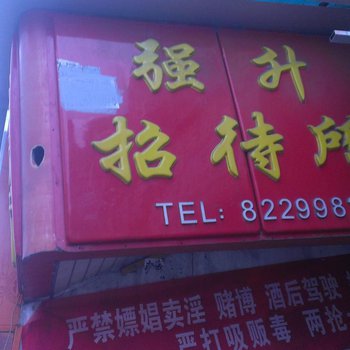 强升
招待所
TEL: 822998
严禁嫖娼卖淫 赌博 酒后驾驶
严打吸贩毒 两抢